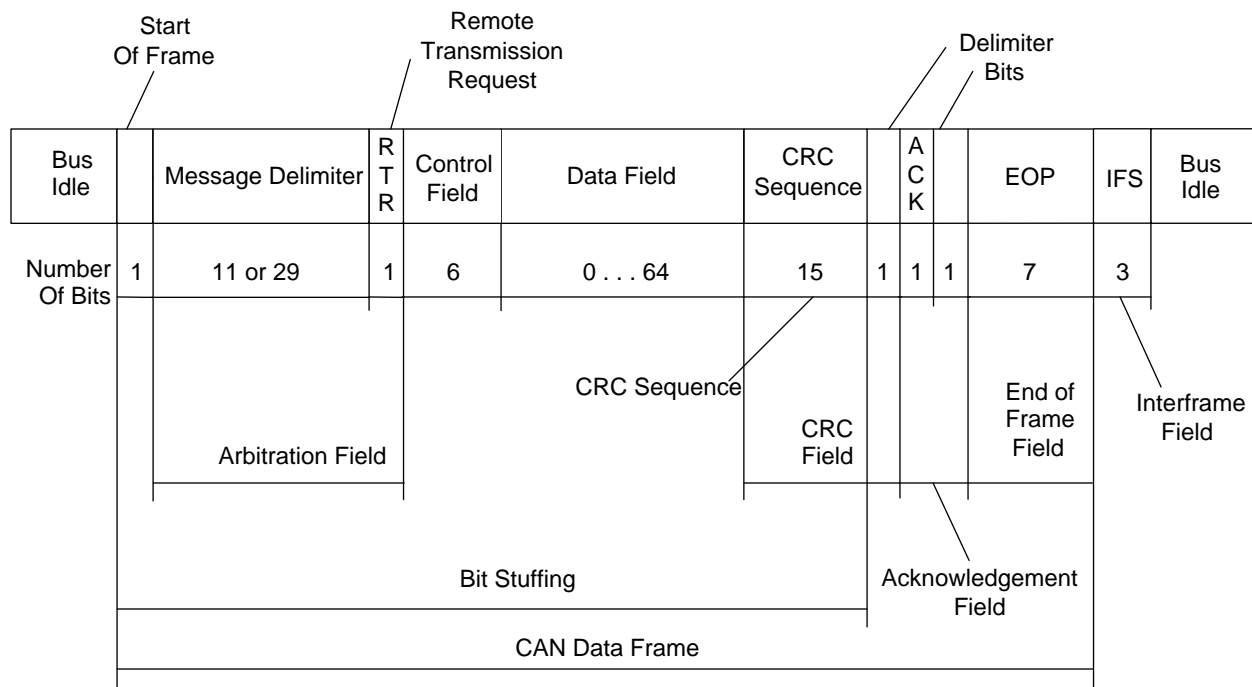 Start
Of Frame
Remote
Transmission
Request
Delimiter
Bits
Bus
Idle
Message Delimiter
R
T
R
Control
Field
Data Field
CRC
Sequence
A
C
K
EOP
IFS
Bus
Idle
Number
Of Bits
1
11 or 29
1
6
0 . . . 64
15
1
1
1
7
3
CRC Sequence
End of
Frame
Field
Interframe
Field
Arbitration Field
CRC
Field
Bit Stuffing
Acknowledgement
Field
CAN Data Frame